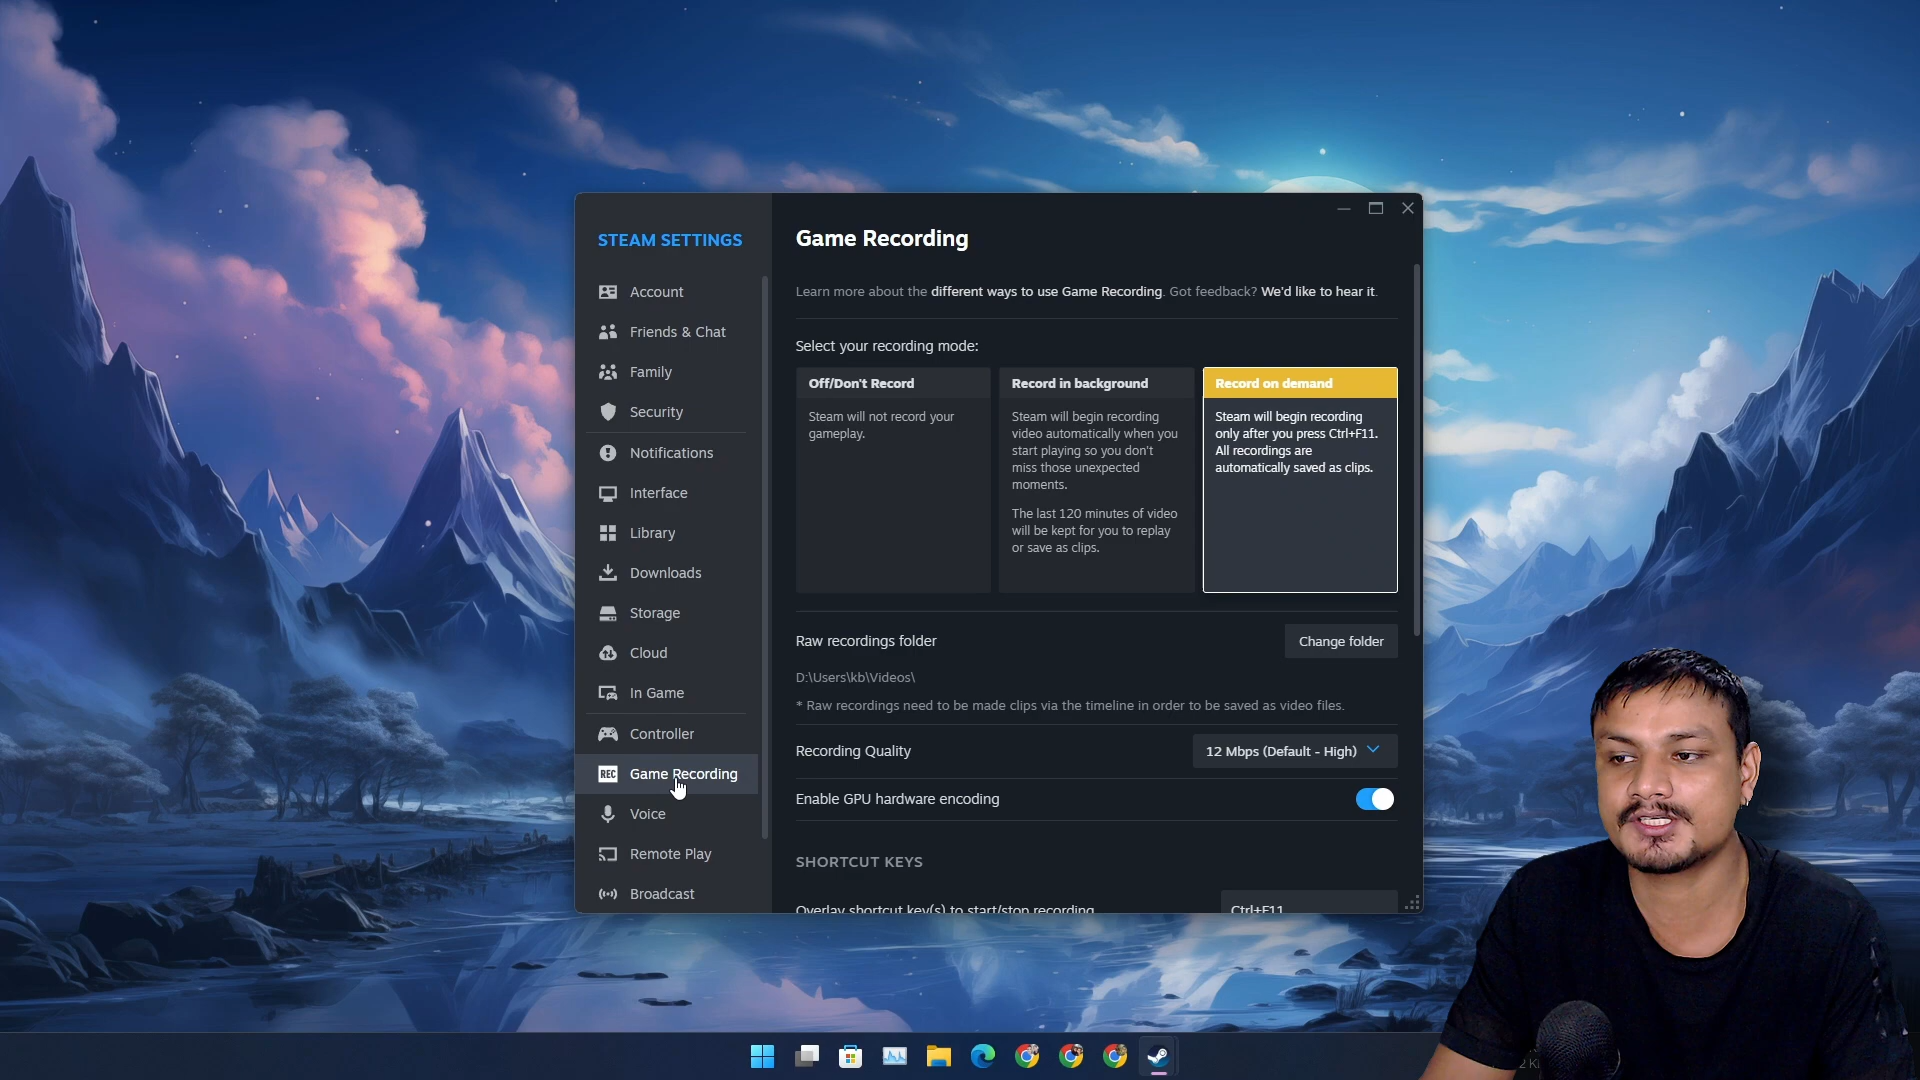 STEAM SETTINGS
Account
Friends & Chat
Family
Security
Notifications
Interface
Library
Downloads
Storage
Cloud
In Game
Controller
REC Game Recording
Voice
Remote Play
Broadcast
Game Recording
Learn more about the different ways to use Game Recording. Got feedback? We'd like to hear it.
Select your recording mode:
Off/Don't Record
Steam will not record your
gameplay.
Record in background
Steam will begin recording
video automatically when you
start playing so you don't
miss those unexpected
moments.
The last 120 minutes of video
will be kept for you to replay
or save as clips.
Record on demand
Steam will begin recording
only after you press Ctrl+F11.
All recordings are
automatically saved as clips.
Raw recordings folder
Change folder
D:\Users\kb\Videos\
* Raw recordings need to be made clips via the timeline in order to be saved as video files.
Recording Quality
12 Mbps (Default - High)
Enable GPU hardware encoding
SHORTCUT KEYS
Overlay shortcut key(s) to start/stop recording
Ctrl+F11